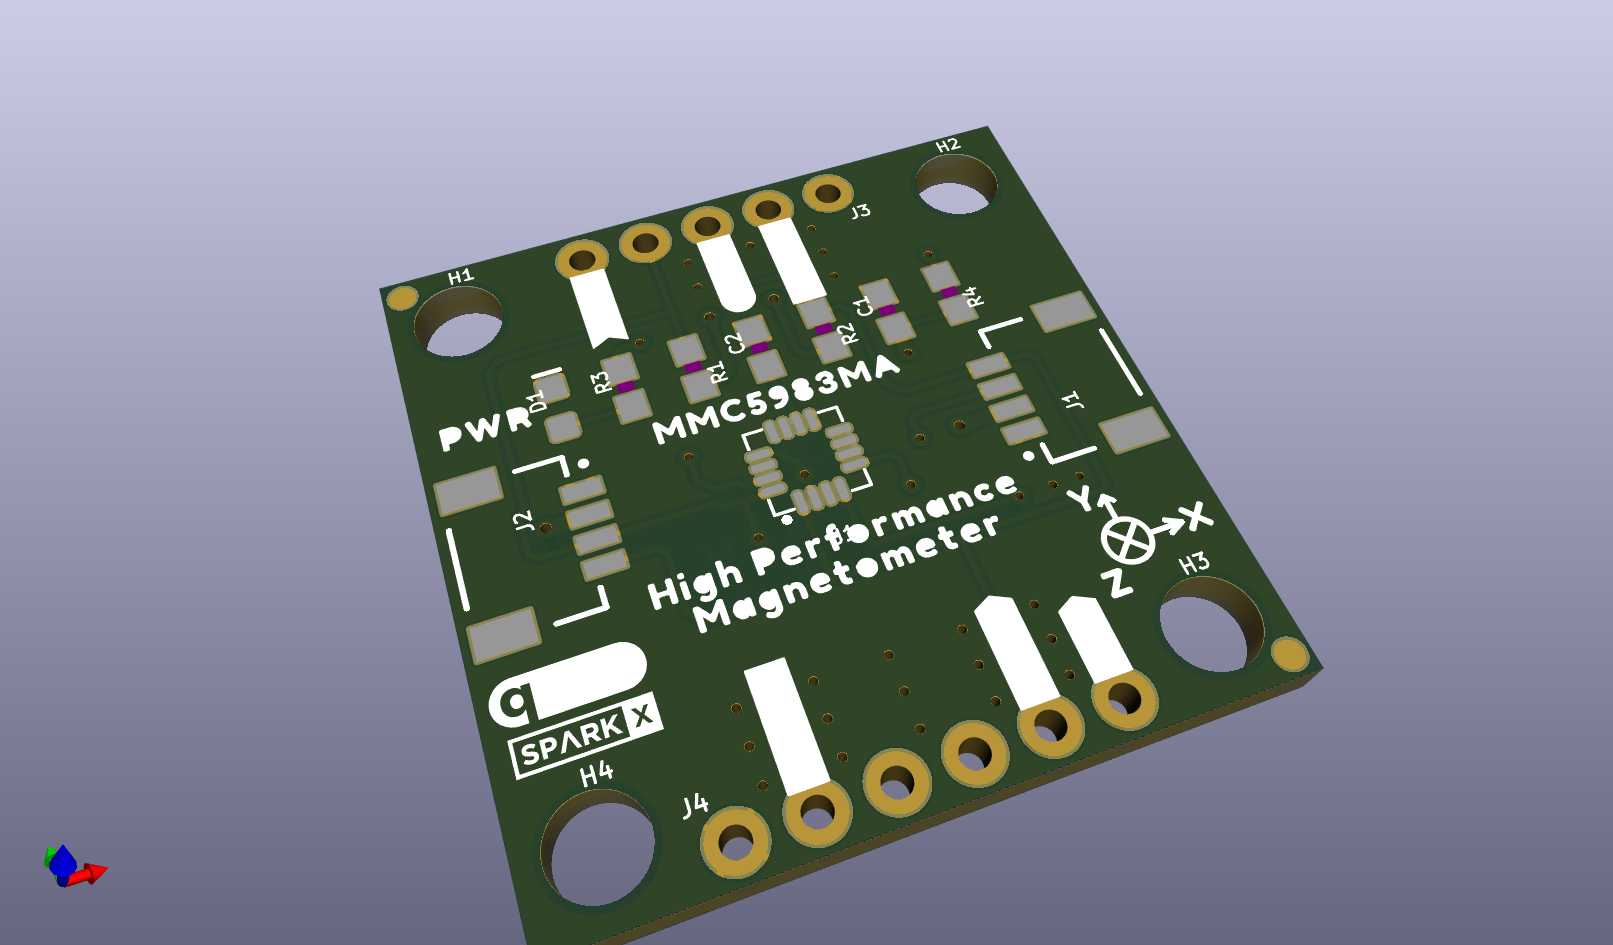 H2
J3
H1
R4
C1
R2
C2
R1
R3
D1
MMC5983MA
PWR
J1
J2
High Performance
Magnetometer
Y
X
Z
H3
SPARK X
H4
J4